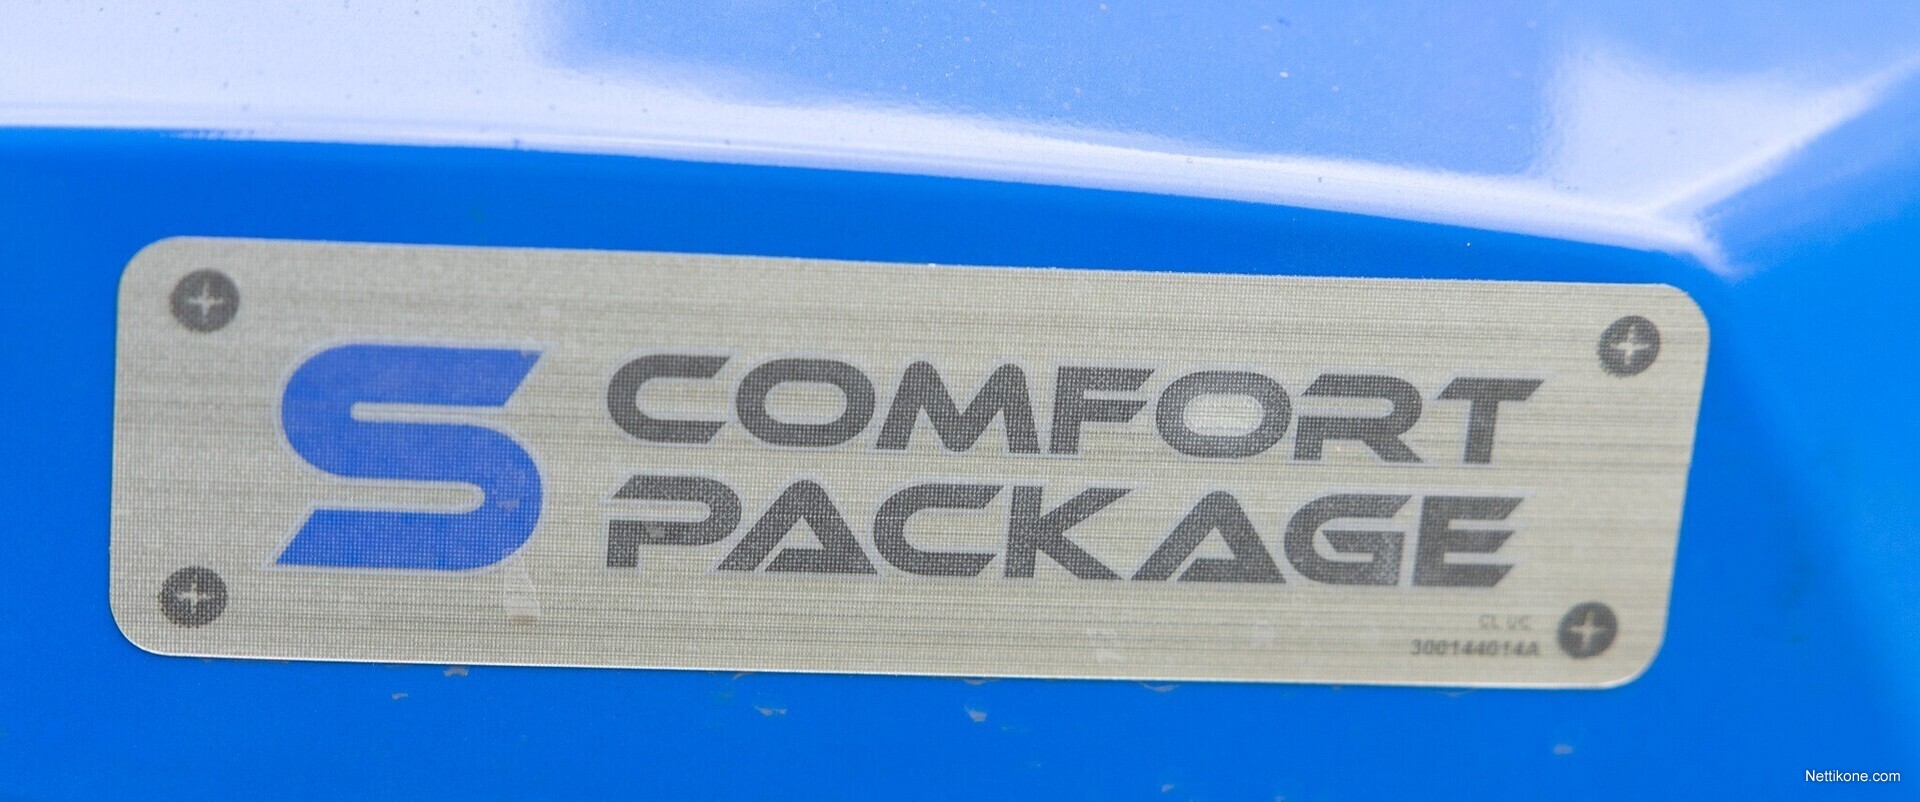 S COMFORT
PACKAGE
300144014A
Nettikone.com